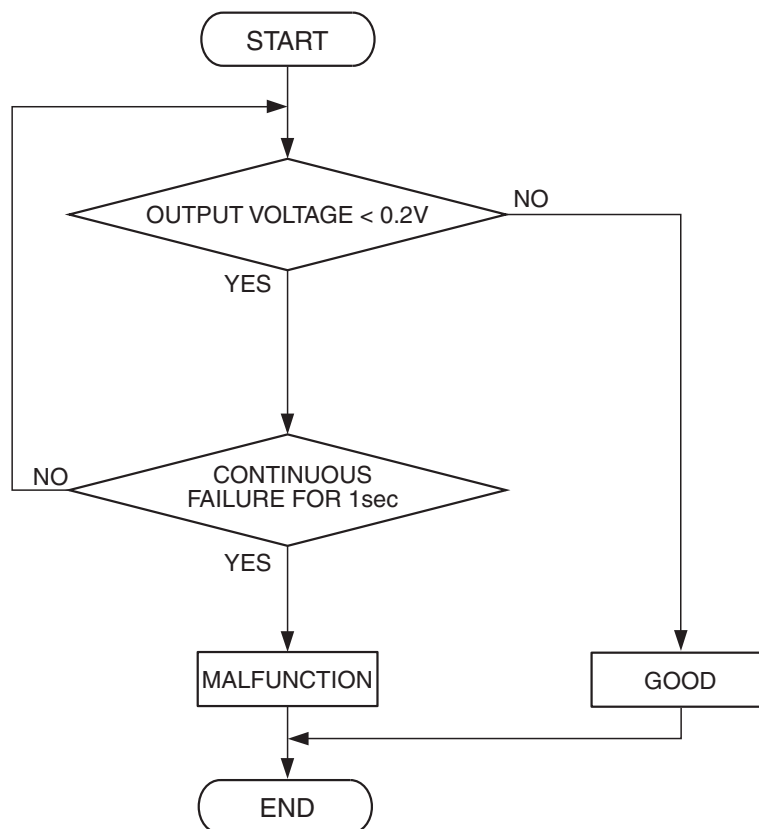 START
OUTPUT VOLTAGE < 0.2V
NO
YES
CONTINUOUS
FAILURE FOR 1sec
NO
YES
MALFUNCTION
GOOD
END